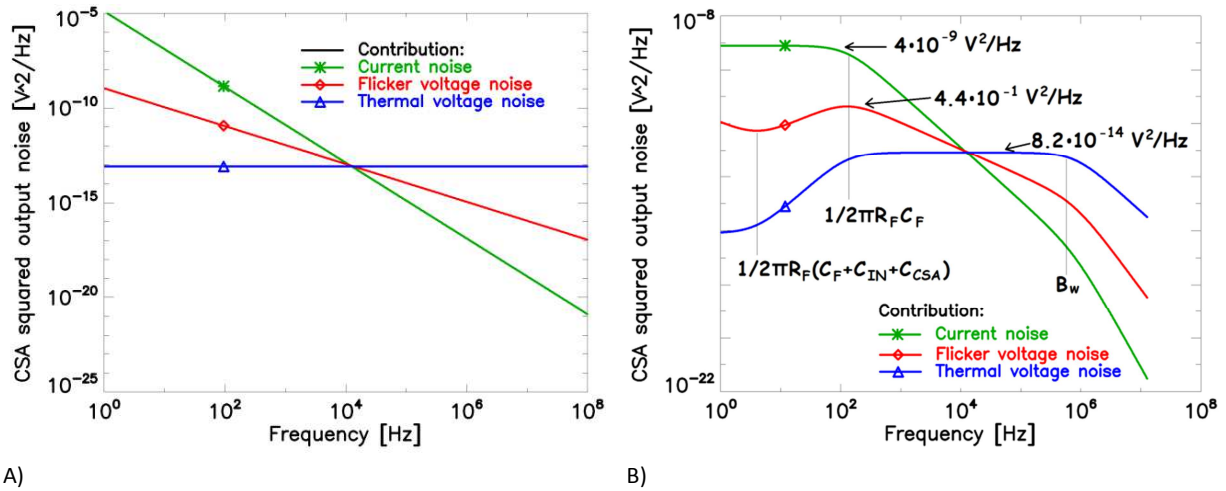 CSA squared output noise [V^2/Hz]
10^-5
10^-10
10^-15
10^-20
10^-25
Contribution:
Current noise
Flicker voltage noise
Thermal voltage noise
10^0
10^2
10^4
10^6
10^8
Frequency [Hz]
A)
CSA squared output noise [V^2/Hz]
10^-8
10^-22
4•10^-9 V^2/Hz
4.4•10^-1 V^2/Hz
8.2•10^-14 V^2/Hz
1/2πR_F C_F
1/2πR_F(C_F+C_IN+C_CSA)
B_W
Contribution:
Current noise
Flicker voltage noise
Thermal voltage noise
10^0
10^2
10^4
10^6
10^8
Frequency [Hz]
B)